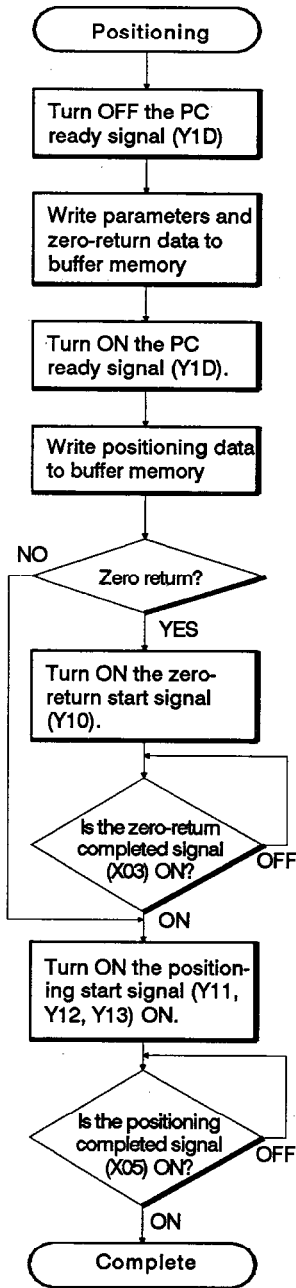 Positioning
Turn OFF the PC
ready signal (Y1D)
Write parameters and
zero-return data to
buffer memory
Turn ON the PC
ready signal (Y1D).
Write positioning data
to buffer memory
NO
Zero return?
YES
Turn ON the zero-
return start signal
(Y10).
Is the zero-return
completed signal
(X03) ON?
OFF
ON
Turn ON the position-
ing start signal (Y11,
Y12, Y13) ON.
Is the positioning
completed signal
(X05) ON?
OFF
ON
Complete